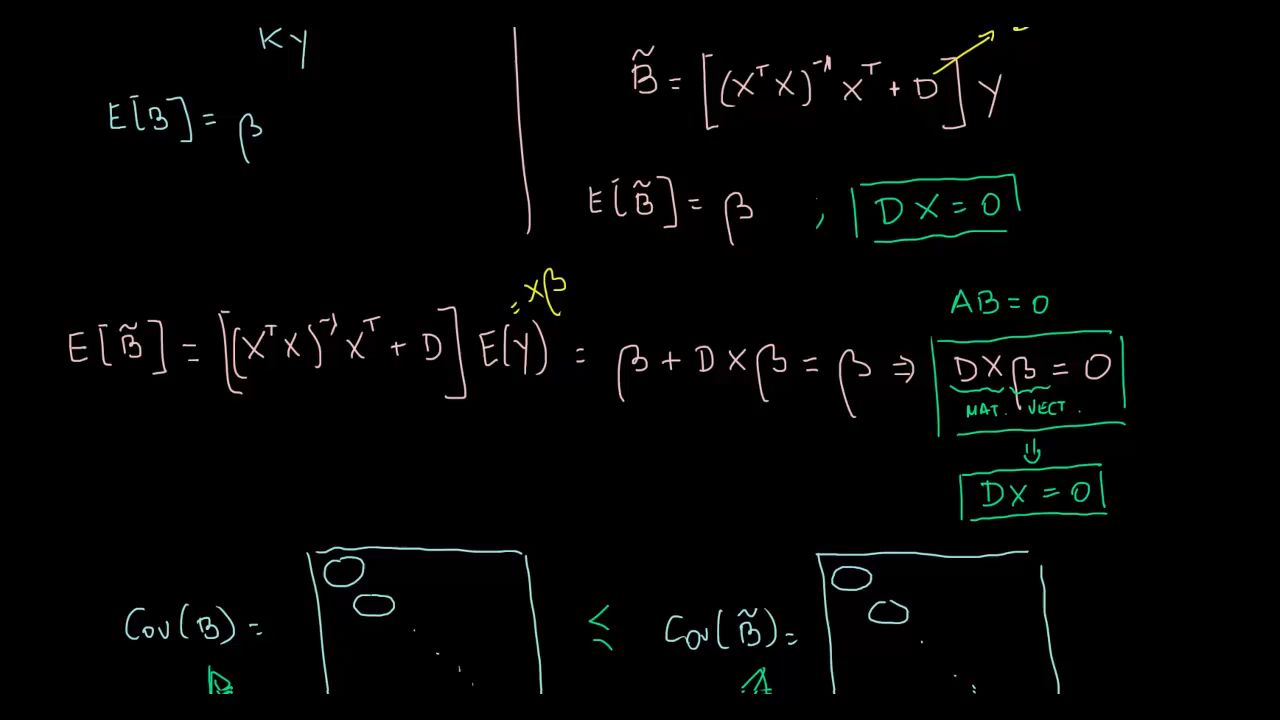 KY
E[B] = β
B̃ = [(XᵀX)⁻¹Xᵀ + D]Y
E[B̃] = β ; DX = 0
E[B̃] = [(XᵀX)⁻¹Xᵀ + D]E(Y) = β + DXβ = β ⇒ DXβ = 0
= Xβ
AB = 0
MAT. VECT.
⇓
DX = 0
Cov(B) = ≤ Cov(B̃) =